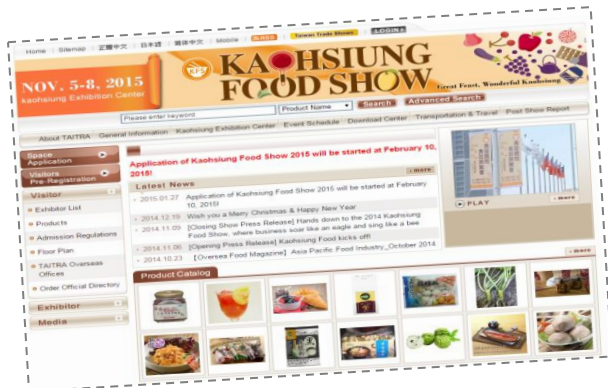 Home | Sitemap | 正體中文 | 日本語 | 简体中文 | Mobile RSS Taiwan Trade Shows LOGIN
NOV. 5-8, 2015
kaohsiung Exhibition Center
KFS
KAOHSIUNG
FOOD SHOW
Great Feast, Wonderful Kaohsiung
Please enter keyword
Product Name
Search
Advanced Search
About TAITRA General Information Kaohsiung Exhibition Center Event Schedule Download Center Transportation & Travel Post Show Report
Space
Application
Visitors
Pre-Registration
Visitor
Exhibitor List
Products
Admission Regulations
Floor Plan
TAITRA Overseas
Offices
Order Official Directory
Exhibitor
Media
Application of Kaohsiung Food Show 2015 will be started at February 10,
2015!
more
Latest News
2015.01.27 Application of Kaohsiung Food Show 2015 will be started at February
10, 2015!
2014.12.19 Wish you a Merry Christmas & Happy New Year
2014.11.09 [Closing Show Press Release] Hands down to the 2014 Kaohsiung
Food Show, where business soar like an eagle and sing like a bee
2014.11.06 [Opening Press Release] Kaohsiung Food kicks off!
2014.10.23 【Oversea Food Magazine】 Asia Pacific Food Industry_October 2014
PLAY
more
Product Catalog
more